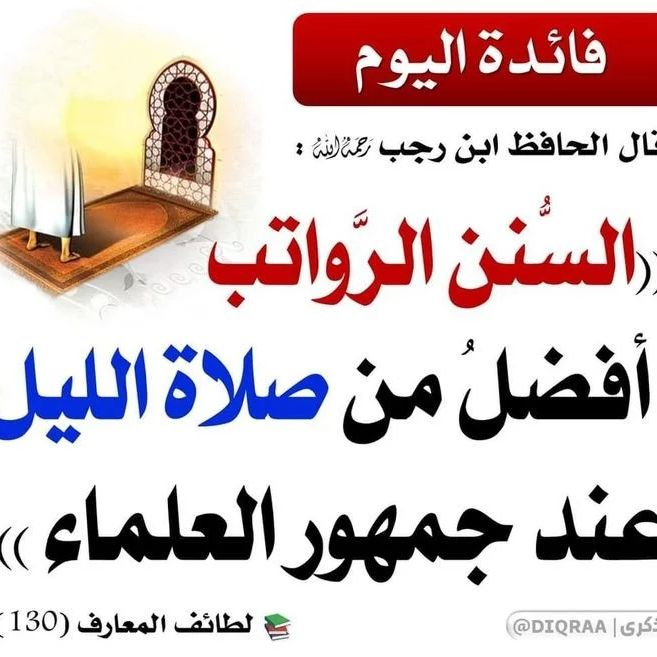 فائدة اليوم
قال الحافظ ابن رجب رحمه الله :
((السُّنن الرَّواتب
أفضلُ من صلاة الليل
عند جمهور العلماء ))
لطائف المعارف (130)
ذكرى | @DIQRAA